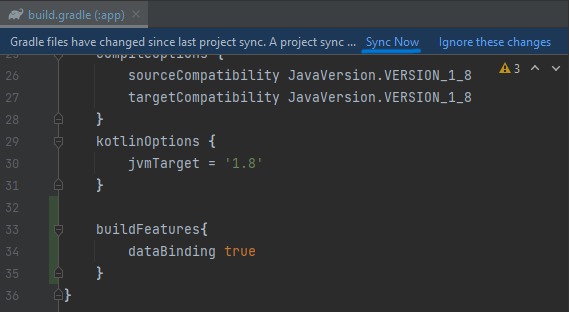 build.gradle (:app)
Gradle files have changed since last project sync. A project sync ... Sync Now Ignore these changes
compileOptions {
26 sourceCompatibility JavaVersion.VERSION_1_8
3
27 targetCompatibility JavaVersion.VERSION_1_8
28 }
29 kotlinOptions {
30 jvmTarget = '1.8'
31 }
32
33 buildFeatures{
34 dataBinding true
35 }
36 }